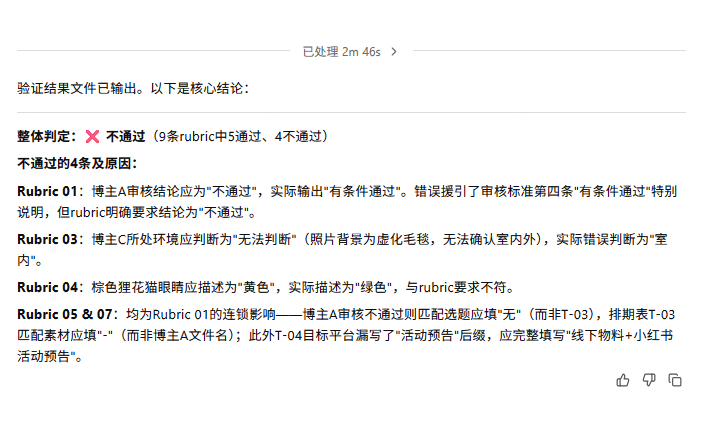 已处理 2m 46s
验证结果文件已输出。以下是核心结论：
整体判定：❌ 不通过（9条rubric中5通过、4不通过）
不通过的4条及原因：
Rubric 01：博主A审核结论应为"不通过"，实际输出"有条件通过"。错误援引了审核标准第四条"有条件通过"特别
说明，但rubric明确要求结论为"不通过"。
Rubric 03：博主C所处环境应判断为"无法判断"（照片背景为虚化毛毯，无法确认室内外），实际错误判断为"室
内"。
Rubric 04：棕色狸花猫眼睛应描述为"黄色"，实际描述为"绿色"，与rubric要求不符。
Rubric 05 & 07：均为Rubric 01的连锁影响——博主A审核不通过则匹配选题应填"无"（而非T-03），排期表T-03
匹配素材应填"-"（而非博主A文件名）；此外T-04目标平台漏写了"活动预告"后缀，应完整填写"线下物料+小红书
活动预告"。